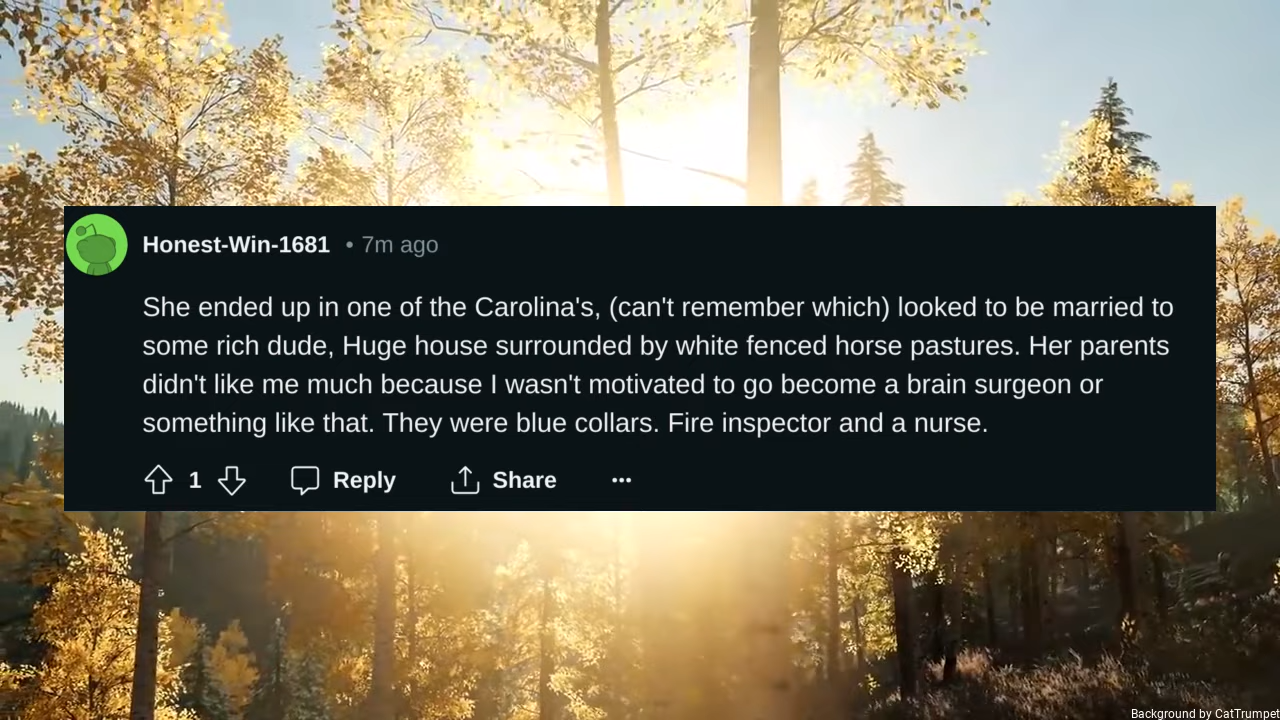 Honest-Win-1681 • 7m ago
She ended up in one of the Carolina's, (can't remember which) looked to be married to
some rich dude, Huge house surrounded by white fenced horse pastures. Her parents
didn't like me much because I wasn't motivated to go become a brain surgeon or
something like that. They were blue collars. Fire inspector and a nurse.
1 Reply Share ···
Background by CatTrumpet